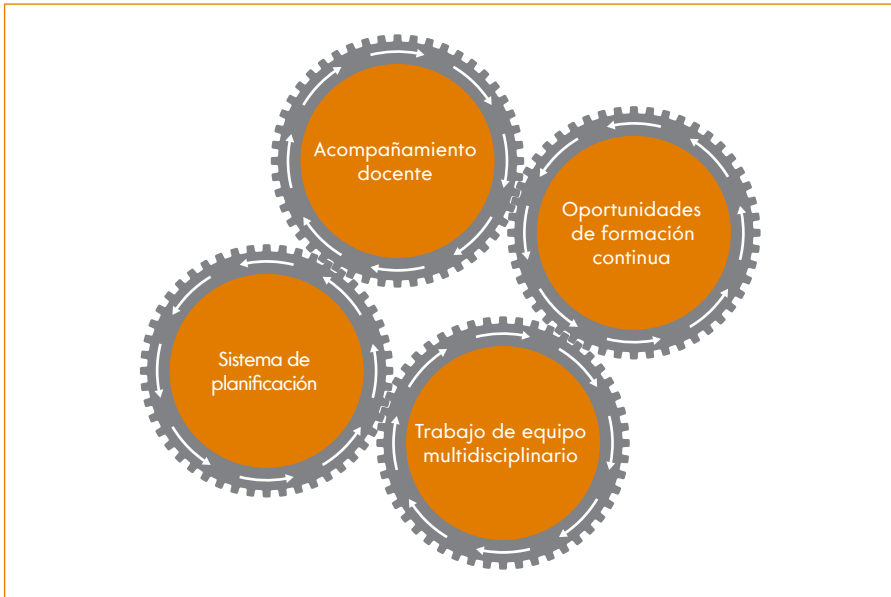 Acompañamiento
docente
Oportunidades
de formación
continua
Sistema de
planificación
Trabajo de equipo
multidisciplinario